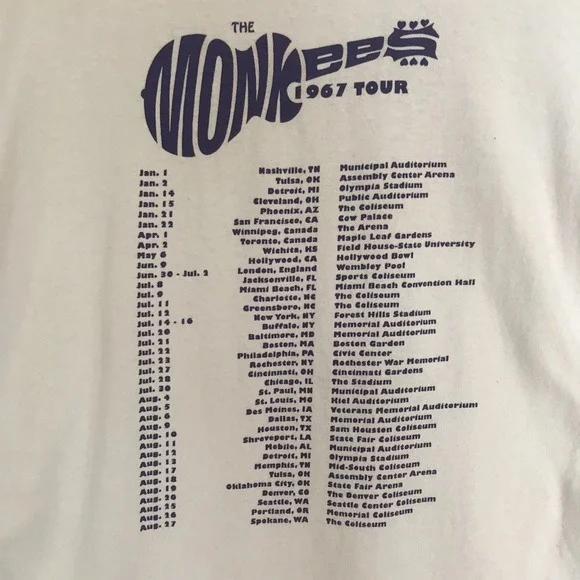 THE
MONKEES
1967 TOUR
Jan. 1 Nashville, TN Municipal Auditorium
Jan. 2 Tulsa, OK Assembly Center Arena
Jan. 14 Detroit, MI Olympia Stadium
Jan. 15 Cleveland, OH Public Auditorium
Jan. 21 Phoenix, AZ The Coliseum
Jan. 22 San Francisco, CA Cow Palace
Apr. 1 Winnipeg, Canada The Arena
Apr. 2 Toronto, Canada Maple Leaf Gardens
May 6 Wichita, KS Field House-State University
Jun. 9 Hollywood, CA Hollywood Bowl
Jun. 30 - Jul. 2 London, England Wembley Pool
Jul. 8 Jacksonville, FL Sports Coliseum
Jul. 9 Miami Beach, FL Miami Beach Convention Hall
Jul. 11 Charlotte, NC The Coliseum
Jul. 12 Greensboro, NC The Coliseum
Jul. 14 - 16 New York, NY Forest Hills Stadium
Jul. 20 Buffalo, NY Memorial Auditorium
Jul. 21 Baltimore, MD Memorial Auditorium
Jul. 22 Boston, MA Boston Garden
Jul. 23 Philadelphia, PA Civic Center
Jul. 27 Rochester, NY Rochester War Memorial
Jul. 28 Cincinnati, OH Cincinnati Gardens
Jul. 30 Chicago, IL The Stadium
Aug. 4 St. Paul, MN Municipal Auditorium
Aug. 5 St. Louis, MO Kiel Auditorium
Aug. 6 Des Moines, IA Veterans Memorial Auditorium
Aug. 9 Dallas, TX Memorial Auditorium
Aug. 10 Houston, TX Sam Houston Coliseum
Aug. 11 Shreveport, LA State Fair Coliseum
Aug. 12 Mobile, AL Municipal Auditorium
Aug. 13 Detroit, MI Olympia Stadium
Aug. 17 Memphis, TN Mid-South Coliseum
Aug. 18 Tulsa, OK Assembly Center Arena
Aug. 19 Oklahoma City, OK State Fair Arena
Aug. 20 Denver, CO The Denver Coliseum
Aug. 25 Seattle, WA Seattle Center Coliseum
Aug. 26 Portland, OR Memorial Coliseum
Aug. 27 Spokane, WA The Coliseum